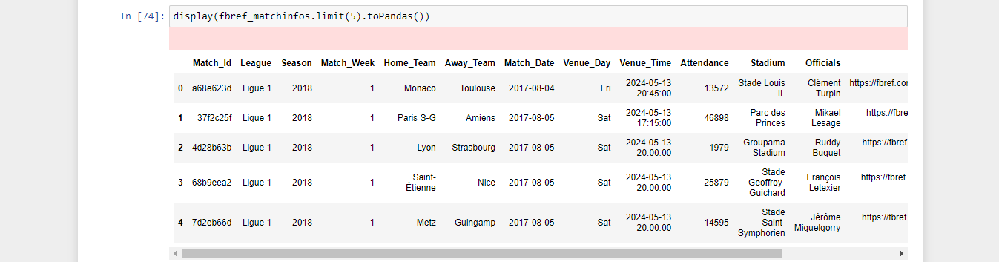 In [74]: display(fbref_matchinfos.limit(5).toPandas())
Match_Id League Season Match_Week Home_Team Away_Team Match_Date Venue_Day Venue_Time Attendance Stadium Officials
0 a68e623d Ligue 1 2018 1 Monaco Toulouse 2017-08-04 Fri 2024-05-13 20:45:00 13572 Stade Louis II. Clément Turpin https://fbref.cor
1 37f2c25f Ligue 1 2018 1 Paris S-G Amiens 2017-08-05 Sat 2024-05-13 17:15:00 46898 Parc des Princes Mikael Lesage https://fbre
2 4d28b63b Ligue 1 2018 1 Lyon Strasbourg 2017-08-05 Sat 2024-05-13 20:00:00 1979 Groupama Stadium Ruddy Buquet https://fbref.
3 68b9eea2 Ligue 1 2018 1 Saint-Étienne Nice 2017-08-05 Sat 2024-05-13 20:00:00 25879 Stade Geoffroy-Guichard François Letexier https://fbref.
4 7d2eb66d Ligue 1 2018 1 Metz Guingamp 2017-08-05 Sat 2024-05-13 20:00:00 14595 Stade Saint-Symphorien Jérôme Miguelgorry https://fbref.